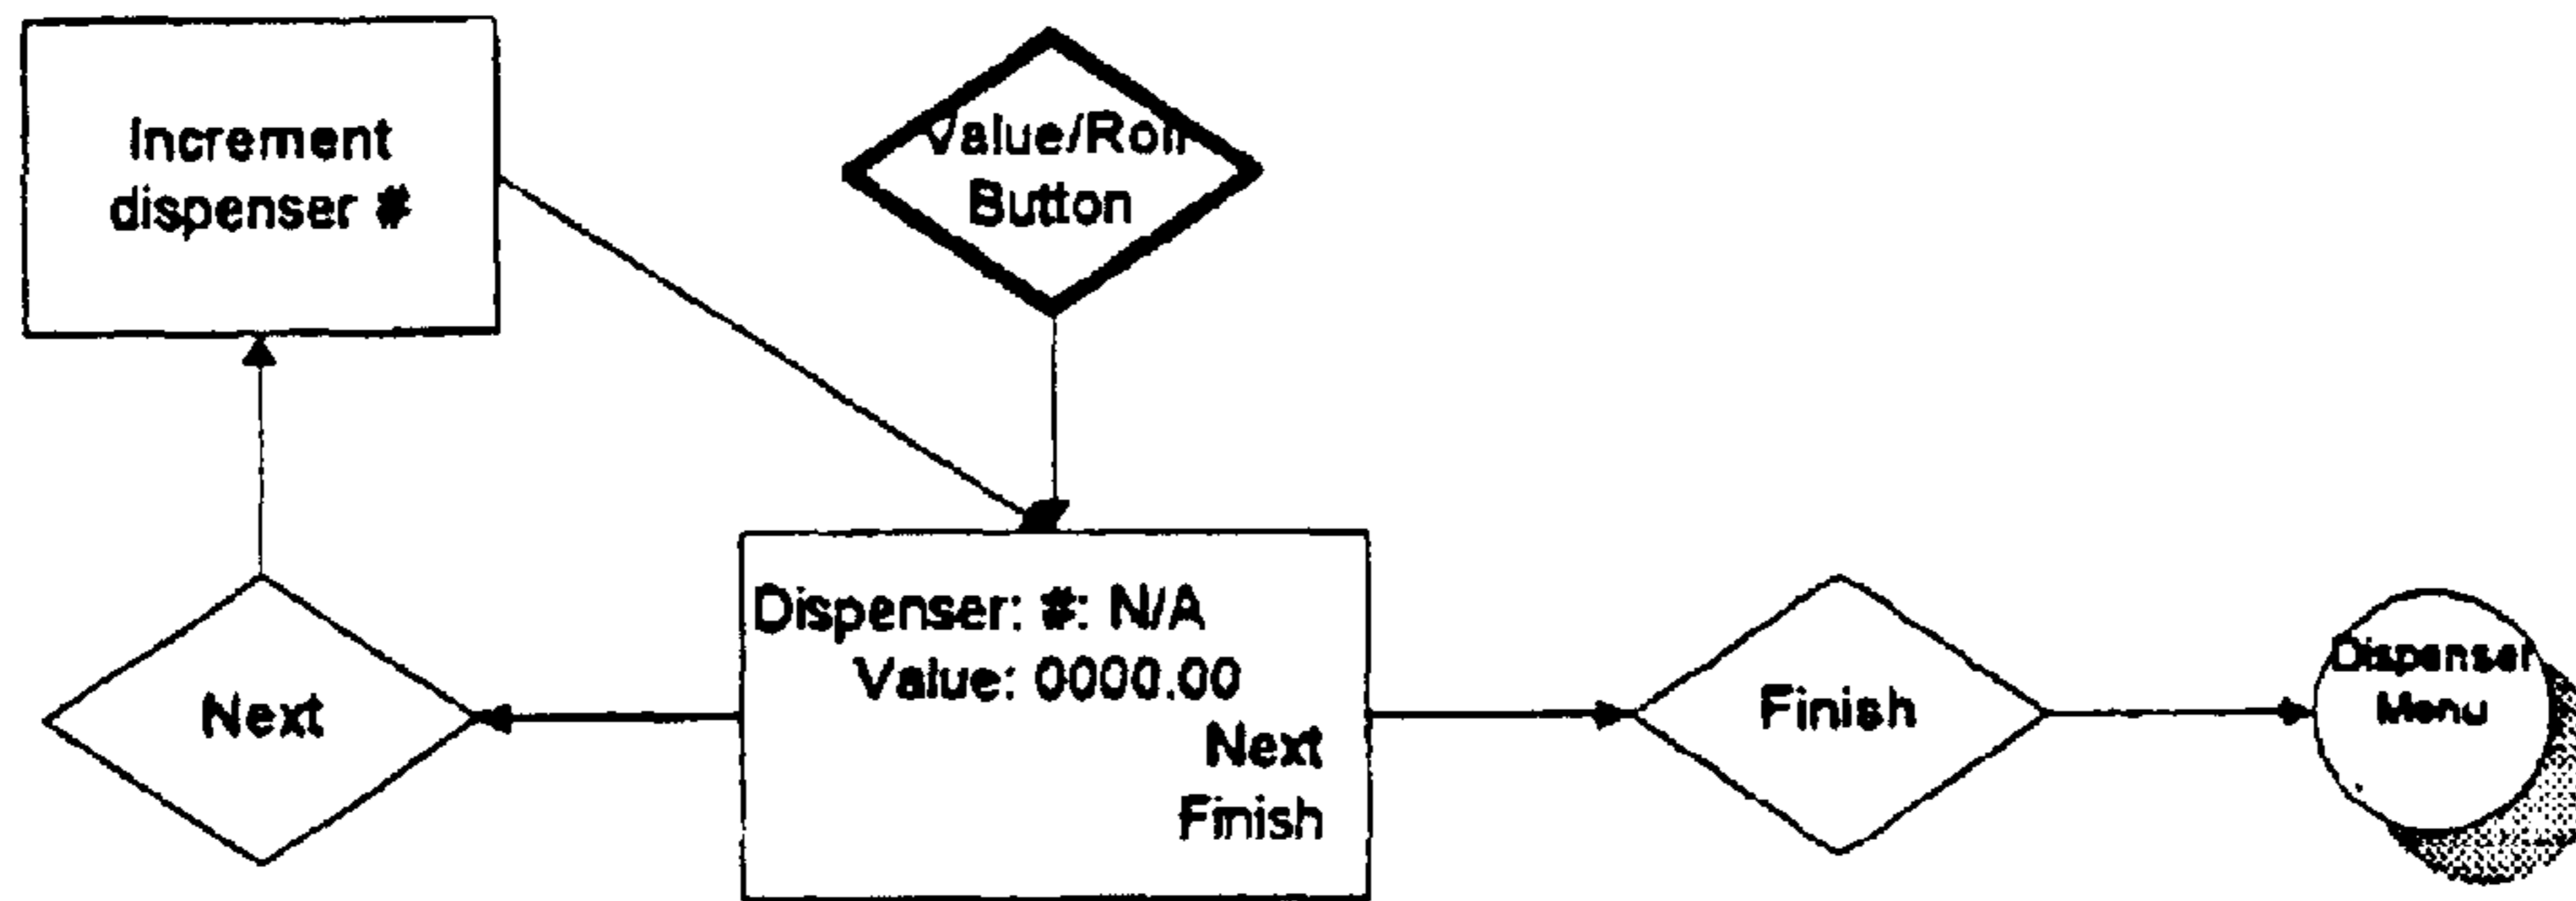 Increment
dispenser #
Value/Roll
Button
Dispenser: #: N/A
Value: 0000.00
Next
Finish
Next
Finish
Dispenser
Menu